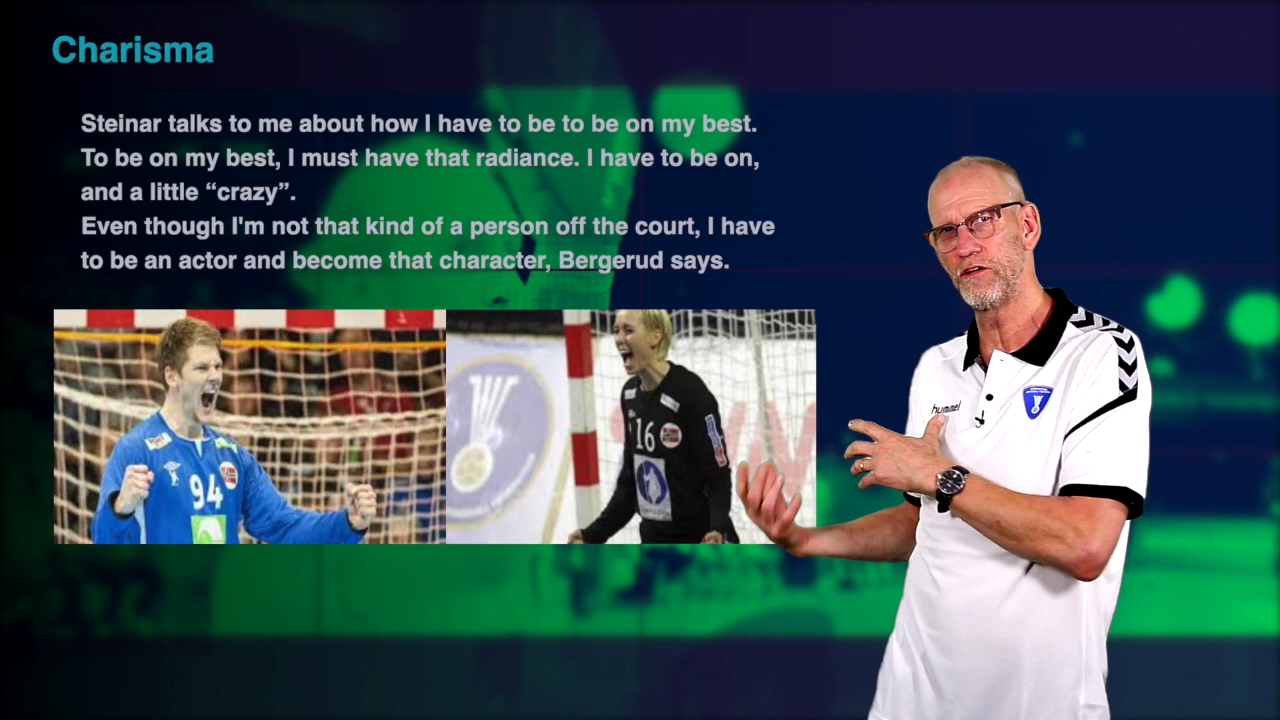 Charisma
Steinar talks to me about how I have to be to be on my best.
To be on my best, I must have that radiance. I have to be on,
and a little “crazy”.
Even though I'm not that kind of a person off the court, I have
to be an actor and become that character, Bergerud says.
94
16
hummel